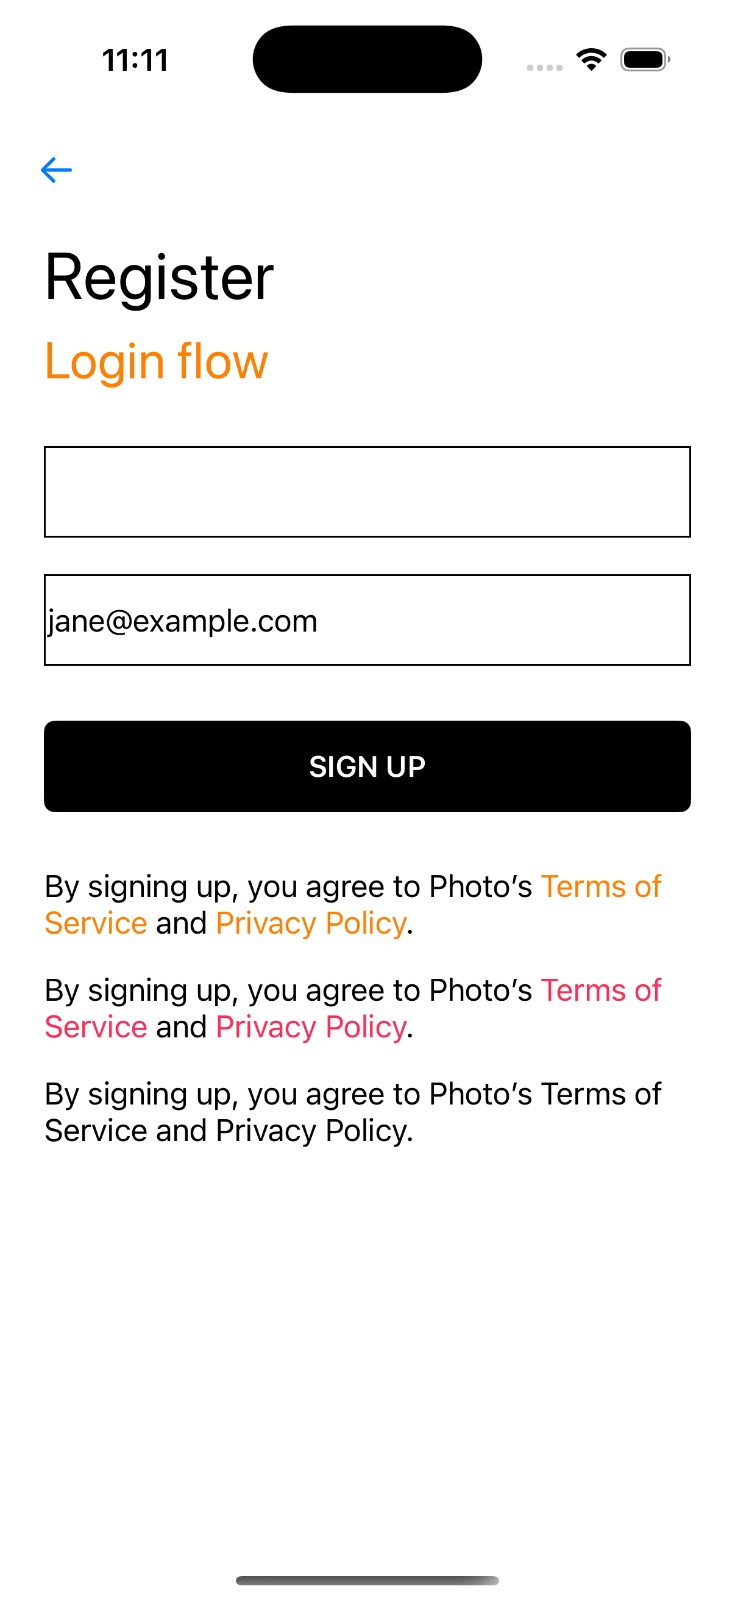 11:11
Register
Login flow
jane@example.com
SIGN UP
By signing up, you agree to Photo’s Terms of
Service and Privacy Policy.
By signing up, you agree to Photo’s Terms of
Service and Privacy Policy.
By signing up, you agree to Photo’s Terms of
Service and Privacy Policy.